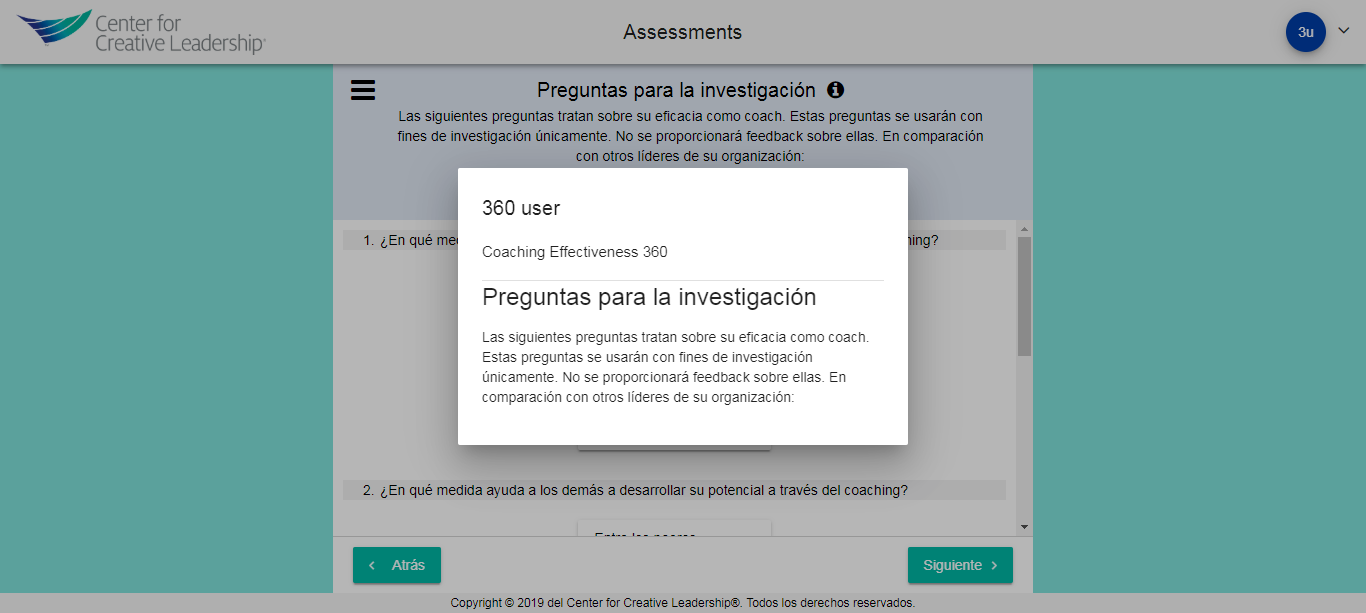 Center for
Creative Leadership®
Assessments
3u
Preguntas para la investigación
Las siguientes preguntas tratan sobre su eficacia como coach. Estas preguntas se usarán con
fines de investigación únicamente. No se proporcionará feedback sobre ellas. En comparación
con otros líderes de su organización:
360 user
Coaching Effectiveness 360
Preguntas para la investigación
Las siguientes preguntas tratan sobre su eficacia como coach.
Estas preguntas se usarán con fines de investigación
únicamente. No se proporcionará feedback sobre ellas. En
comparación con otros líderes de su organización:
1. ¿En qué
2. ¿En qué medida ayuda a los demás a desarrollar su potencial a través del coaching?
Entre los peores
Atrás
Siguiente
Copyright © 2019 del Center for Creative Leadership®. Todos los derechos reservados.